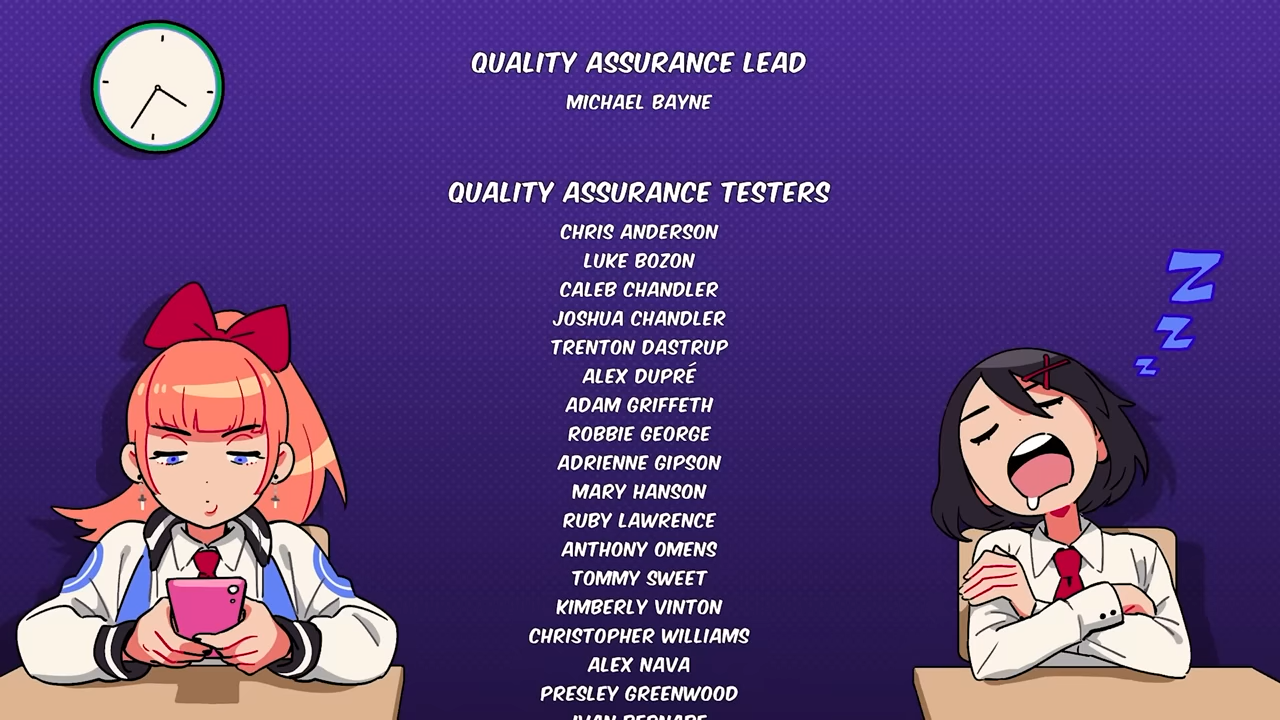 QUALITY ASSURANCE LEAD
MICHAEL BAYNE
QUALITY ASSURANCE TESTERS
CHRIS ANDERSON
LUKE BOZON
CALEB CHANDLER
JOSHUA CHANDLER
TRENTON DASTRUP
ALEX DUPRÉ
ADAM GRIFFETH
ROBBIE GEORGE
ADRIENNE GIPSON
MARY HANSON
RUBY LAWRENCE
ANTHONY OMENS
TOMMY SWEET
KIMBERLY VINTON
CHRISTOPHER WILLIAMS
ALEX NAVA
PRESLEY GREENWOOD
Z
Z
Z